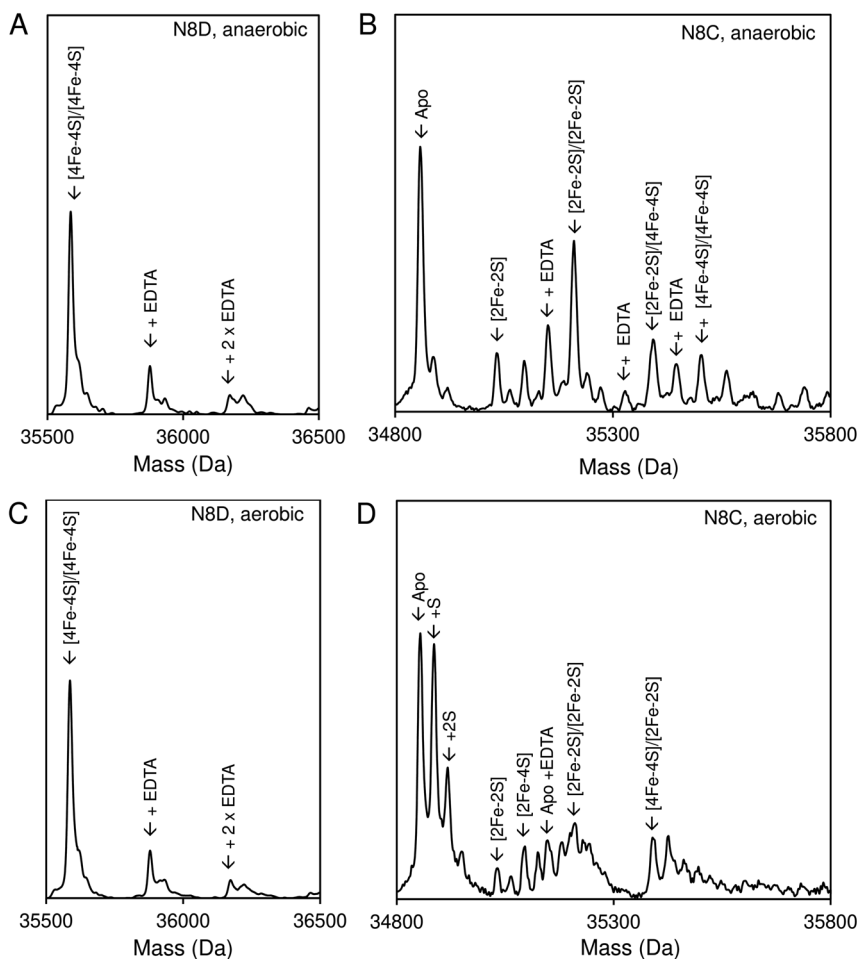 A
N8D, anaerobic
← [4Fe-4S]/[4Fe-4S]
← + EDTA
← + 2 x EDTA
35500
36000
36500
Mass (Da)
B
N8C, anaerobic
← Apo
← [2Fe-2S]
← + EDTA
← [2Fe-2S]/[2Fe-2S]
←+ EDTA
←[2Fe-2S]/[4Fe-4S]
←+ EDTA
←+ [4Fe-4S]/[4Fe-4S]
34800
35300
35800
Mass (Da)
C
N8D, aerobic
← [4Fe-4S]/[4Fe-4S]
← + EDTA
← + 2 x EDTA
35500
36000
36500
Mass (Da)
D
N8C, aerobic
← Apo
←+S
←+2S
← [2Fe-2S]
← [2Fe-4S]
← Apo +EDTA
← [2Fe-2S]/[2Fe-2S]
← [4Fe-4S]/[2Fe-2S]
34800
35300
35800
Mass (Da)